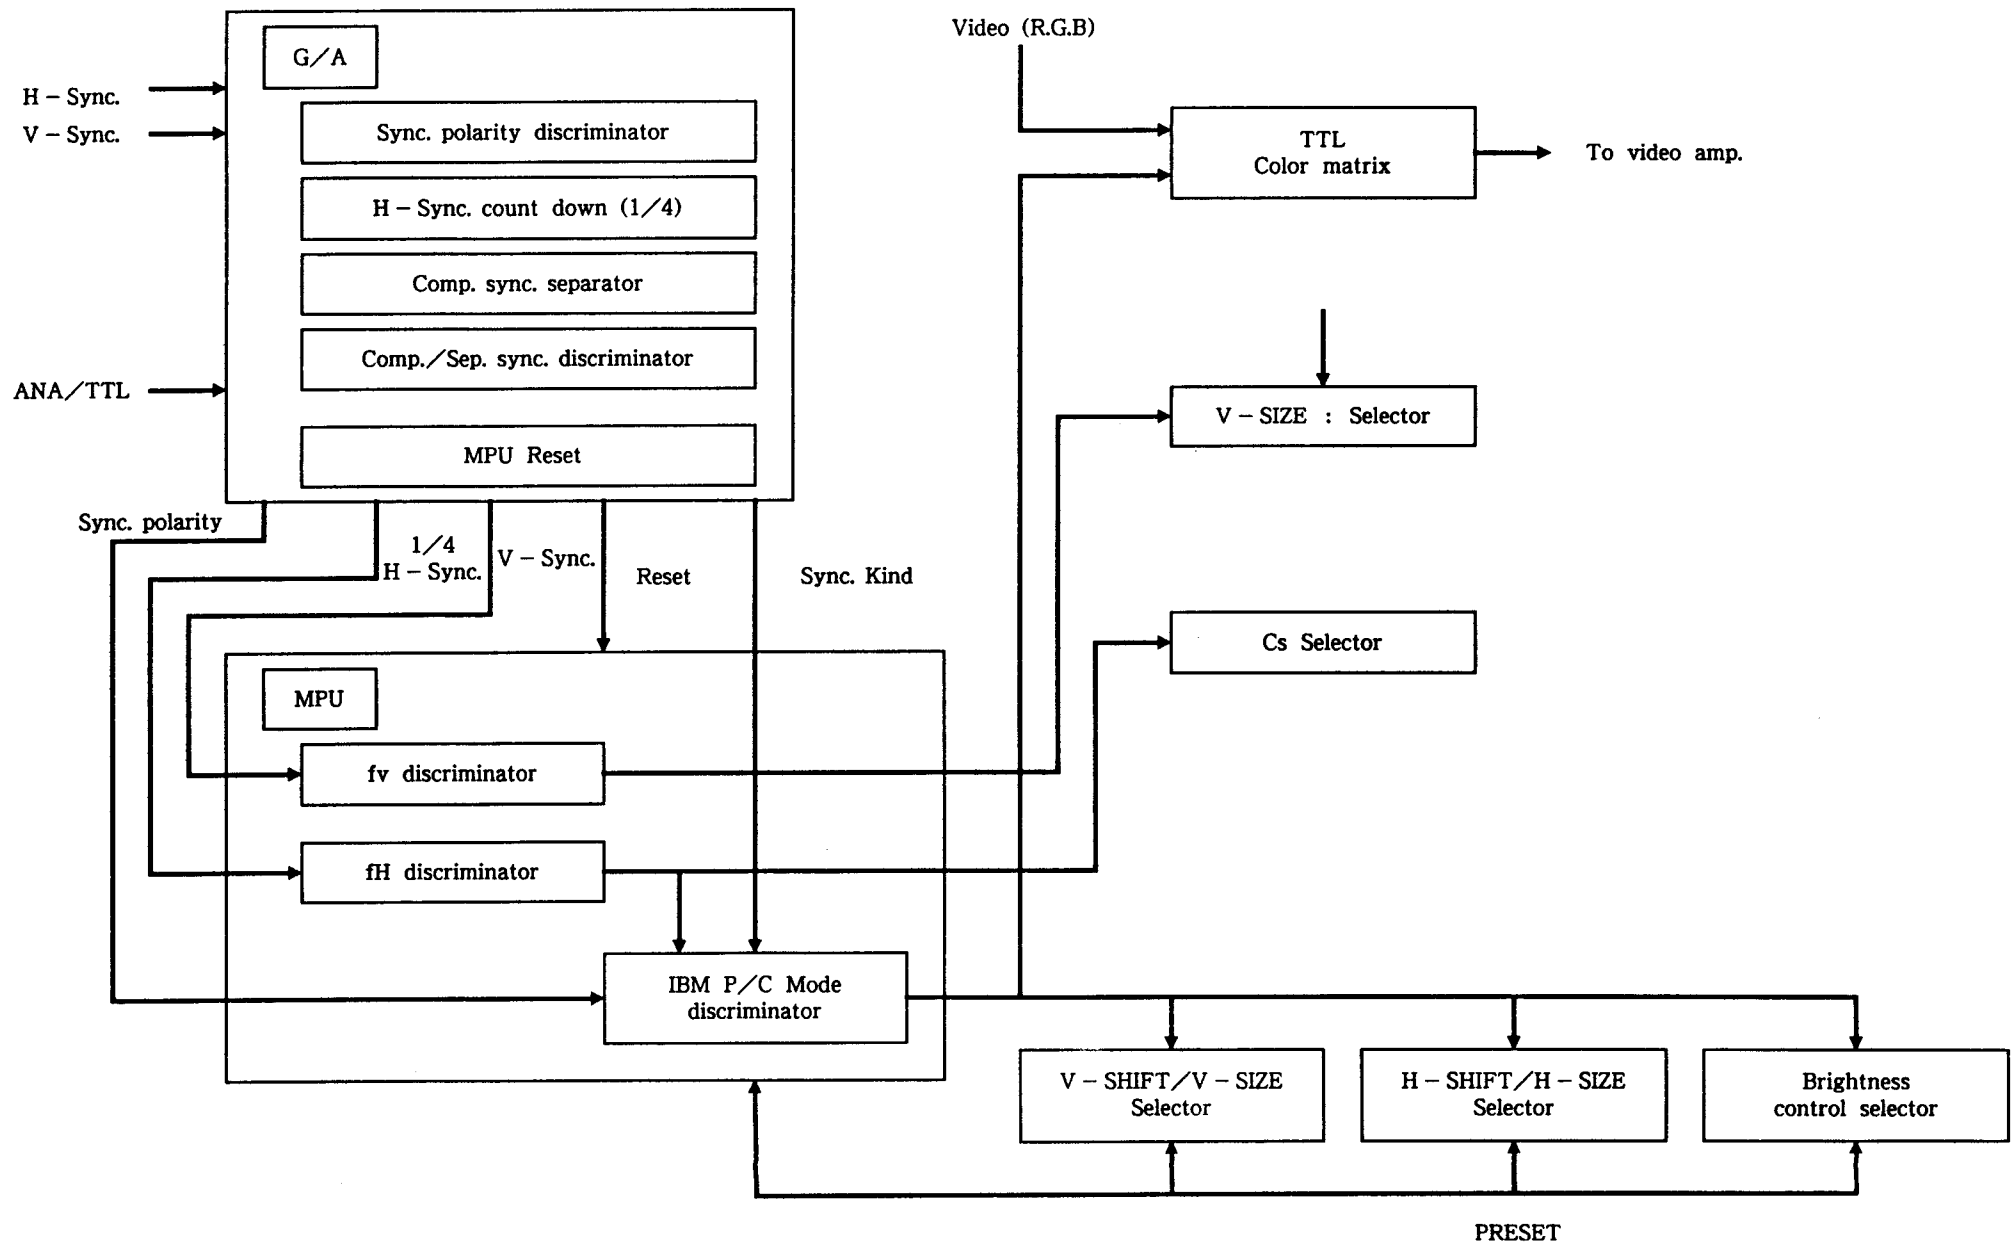 Video (R.G.B)
G/A
H – Sync.
V – Sync.
Sync. polarity discriminator
TTL
Color matrix
To video amp.
H – Sync. count down (1/4)
Comp. sync. separator
Comp./Sep. sync. discriminator
ANA/TTL
V – SIZE : Selector
MPU Reset
Sync. polarity
1/4
H – Sync.
V – Sync.
Reset
Sync. Kind
Cs Selector
MPU
fv discriminator
fH discriminator
IBM P/C Mode
discriminator
V – SHIFT/V – SIZE
Selector
H – SHIFT/H – SIZE
Selector
Brightness
control selector
PRESET